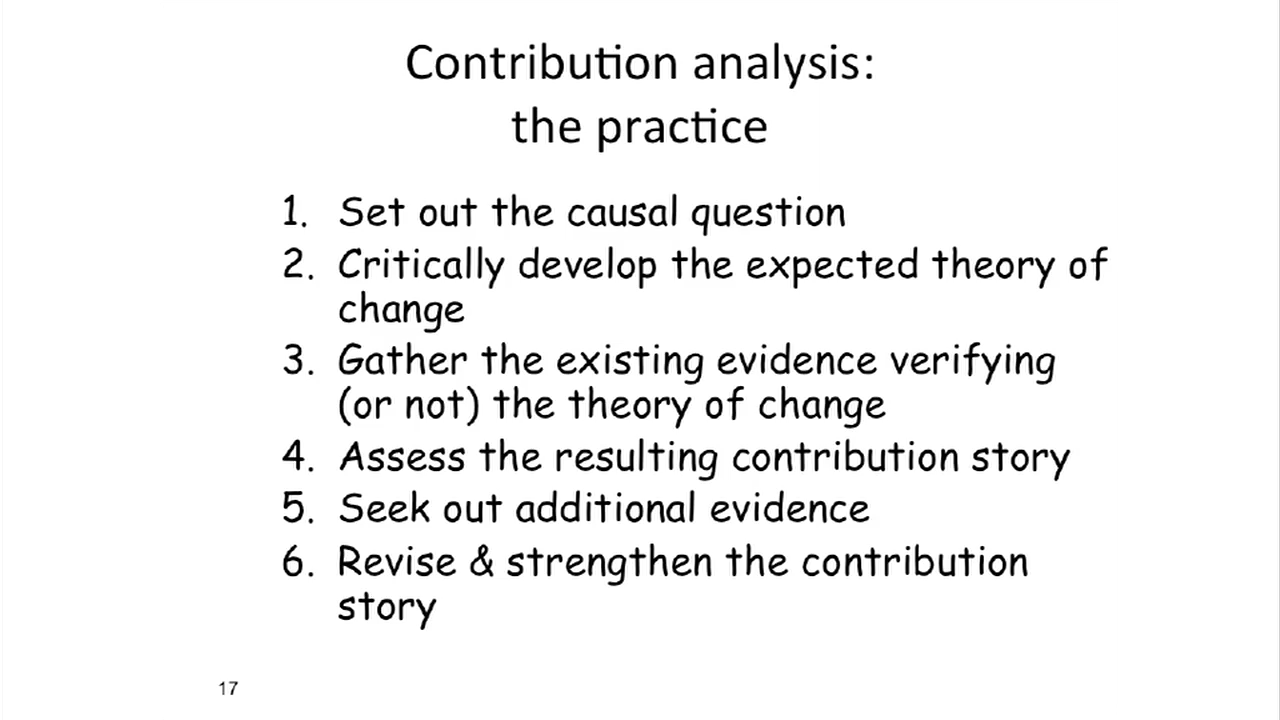 Contribution analysis:
the practice
1. Set out the causal question
2. Critically develop the expected theory of
change
3. Gather the existing evidence verifying
(or not) the theory of change
4. Assess the resulting contribution story
5. Seek out additional evidence
6. Revise & strengthen the contribution
story
17